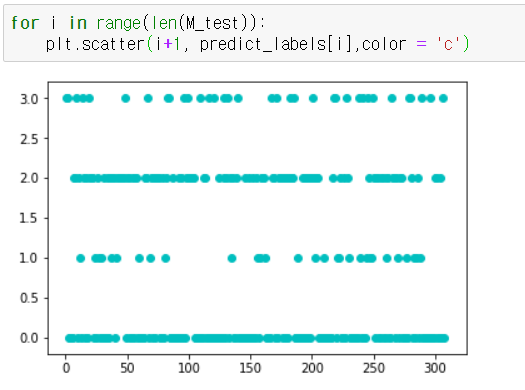 for i in range(len(M_test)):
    plt.scatter(i+1, predict_labels[i],color = 'c')
3.0
2.5
2.0
1.5
1.0
0.5
0.0
0 50 100 150 200 250 300